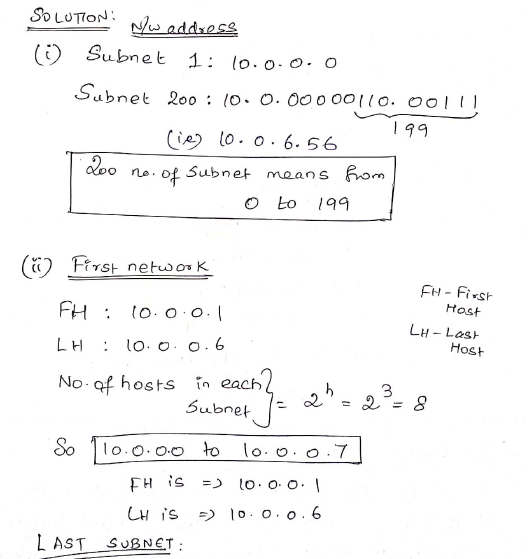 SOLUTION:
N/w address
(i) Subnet 1: 10.0.0.0
Subnet 200 : 10.0.00000110.00111
199
(ie) 10.0.6.56
200 no. of subnet means from
0 to 199
(ii) First network
FH : 10.0.0.1
LH : 10.0.0.6
FH - First
Host
LH - Last
Host
No. of hosts in each
Subnet } = 2^h = 2^3 = 8
So 10.0.0.0 to 10.0.0.7
FH is => 10.0.0.1
LH is => 10.0.0.6
LAST SUBNET: